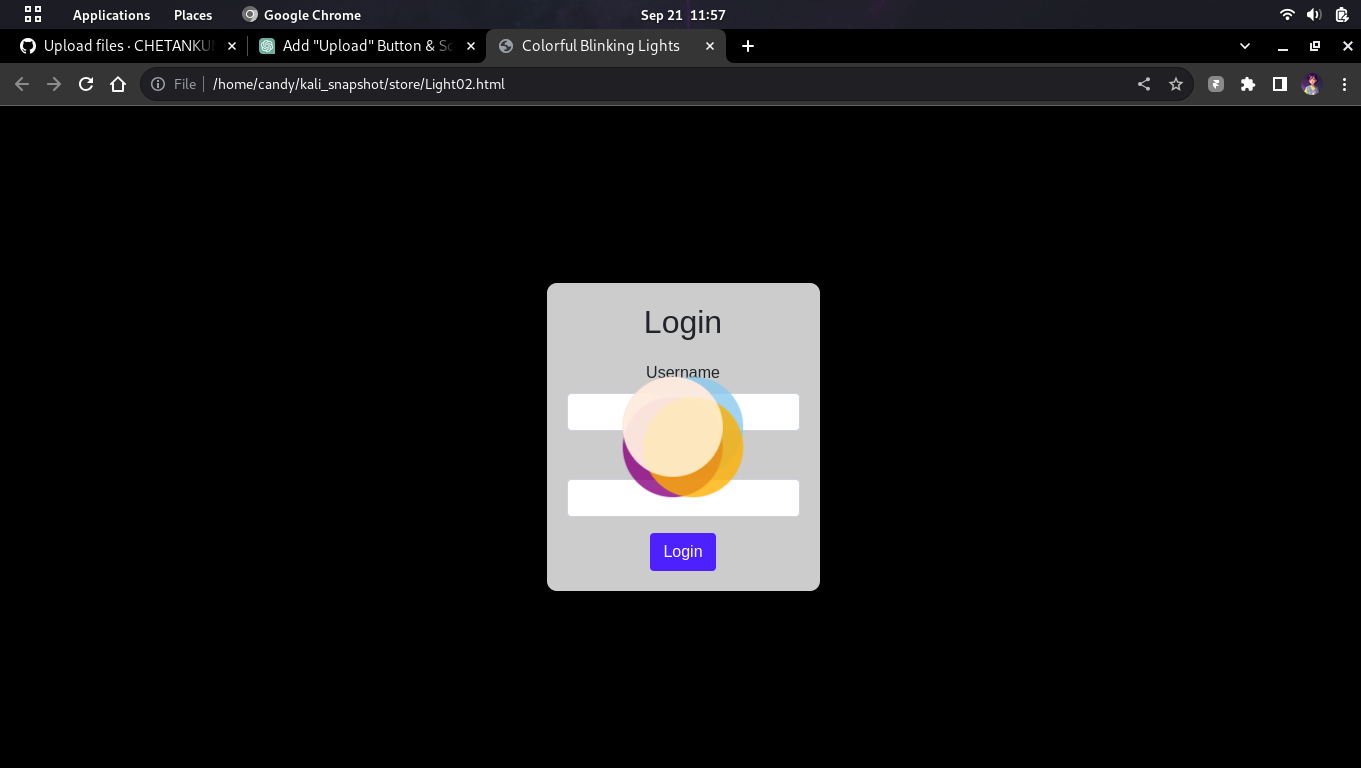 Applications Places Google Chrome Sep 21 11:57
Upload files · CHETANKU Add "Upload" Button & Sc Colorful Blinking Lights
File /home/candy/kali_snapshot/store/Light02.html
Login
Username
Login